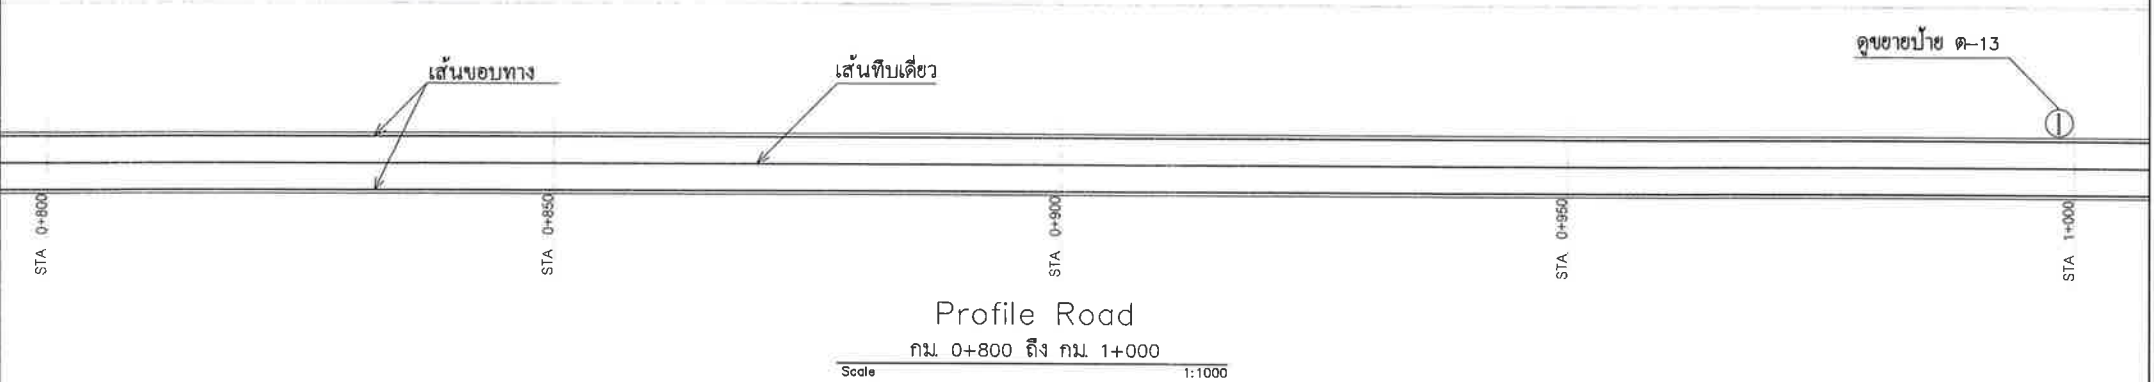 ดูขยายป้าย ต-13
เส้นขอบทาง
เส้นทึบเดี่ยว
STA 0+800
STA 0+850
STA 0+900
STA 0+950
STA 1+000
Profile Road
กม. 0+800 ถึง กม. 1+000
Scale 1:1000